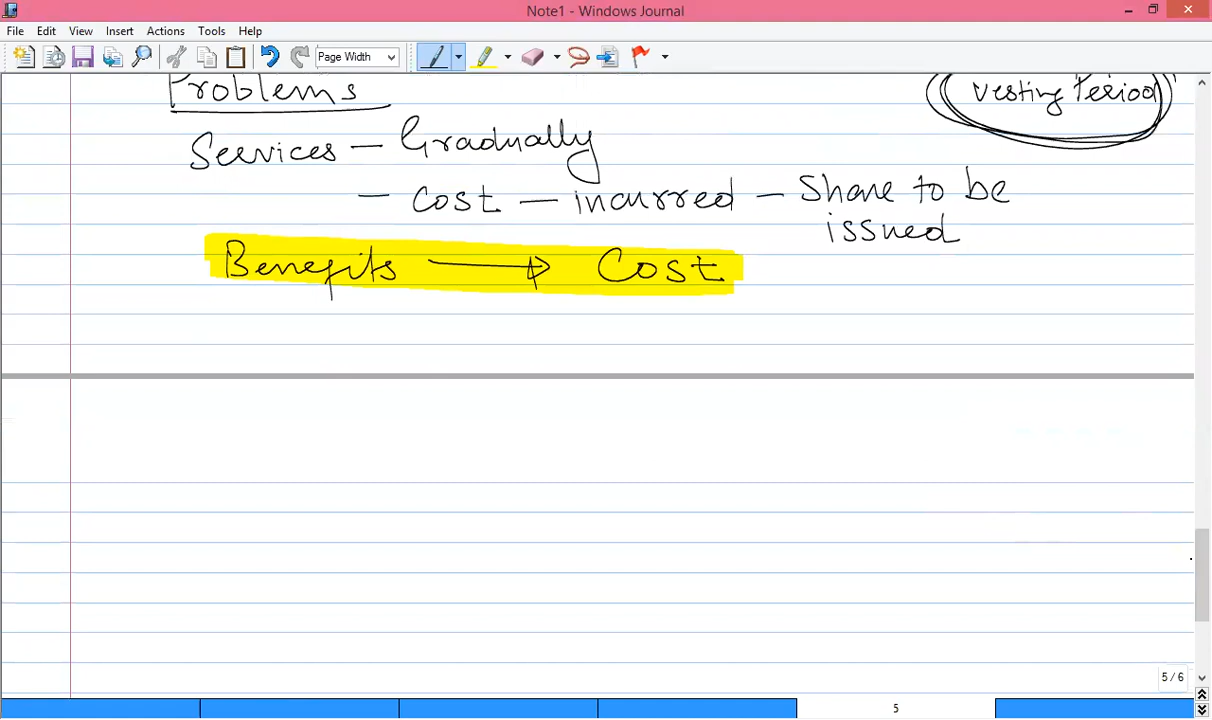 Note1 - Windows Journal
File Edit View Insert Actions Tools Help
Page Width
Problems
Vesting Period
Services – Gradually
– Cost – incurred – Share to be
issued
Benefits → Cost
5 / 6
5